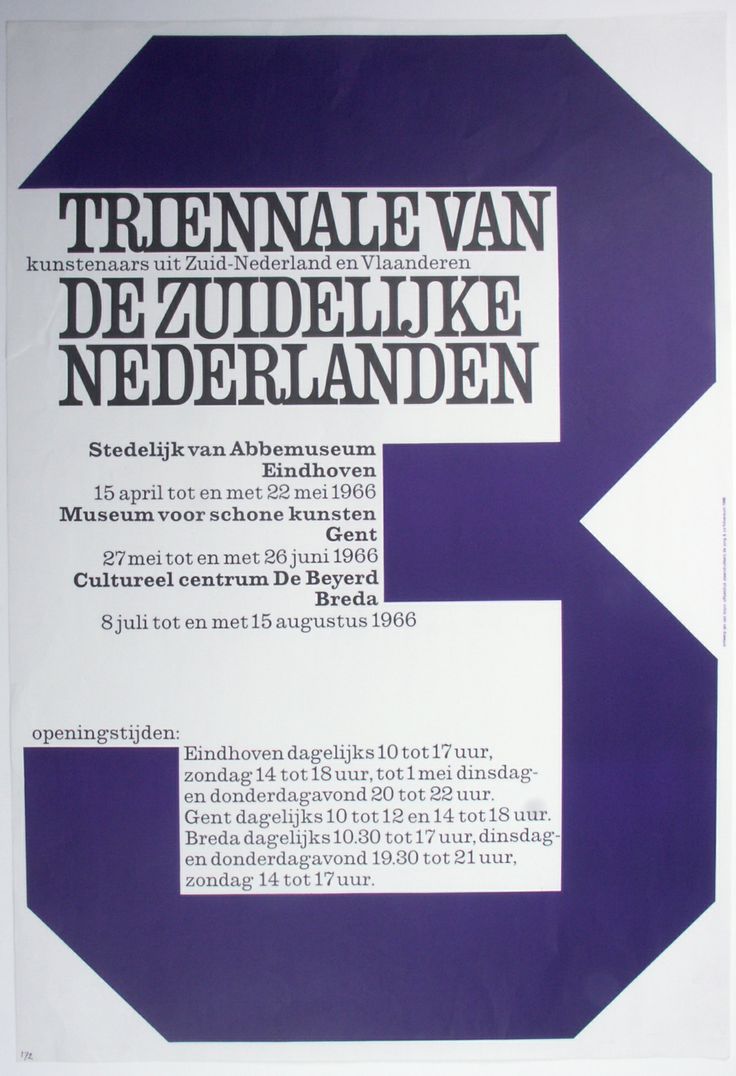 3
TRIENNALE VAN
kunstenaars uit Zuid-Nederland en Vlaanderen
DE ZUIDELIJKE
NEDERLANDEN
Stedelijk van Abbemuseum
Eindhoven
15 april tot en met 22 mei 1966
Museum voor schone kunsten
Gent
27 mei tot en met 26 juni 1966
Cultureel centrum De Beyerd
Breda
8 juli tot en met 15 augustus 1966
openingstijden:
Eindhoven dagelijks 10 tot 17 uur,
zondag 14 tot 18 uur, tot 1 mei dinsdag-
en donderdagavond 20 tot 22 uur.
Gent dagelijks 10 tot 12 en 14 tot 18 uur.
Breda dagelijks 10.30 tot 17 uur, dinsdag-
en donderdagavond 19.30 tot 21 uur,
zondag 14 tot 17 uur.